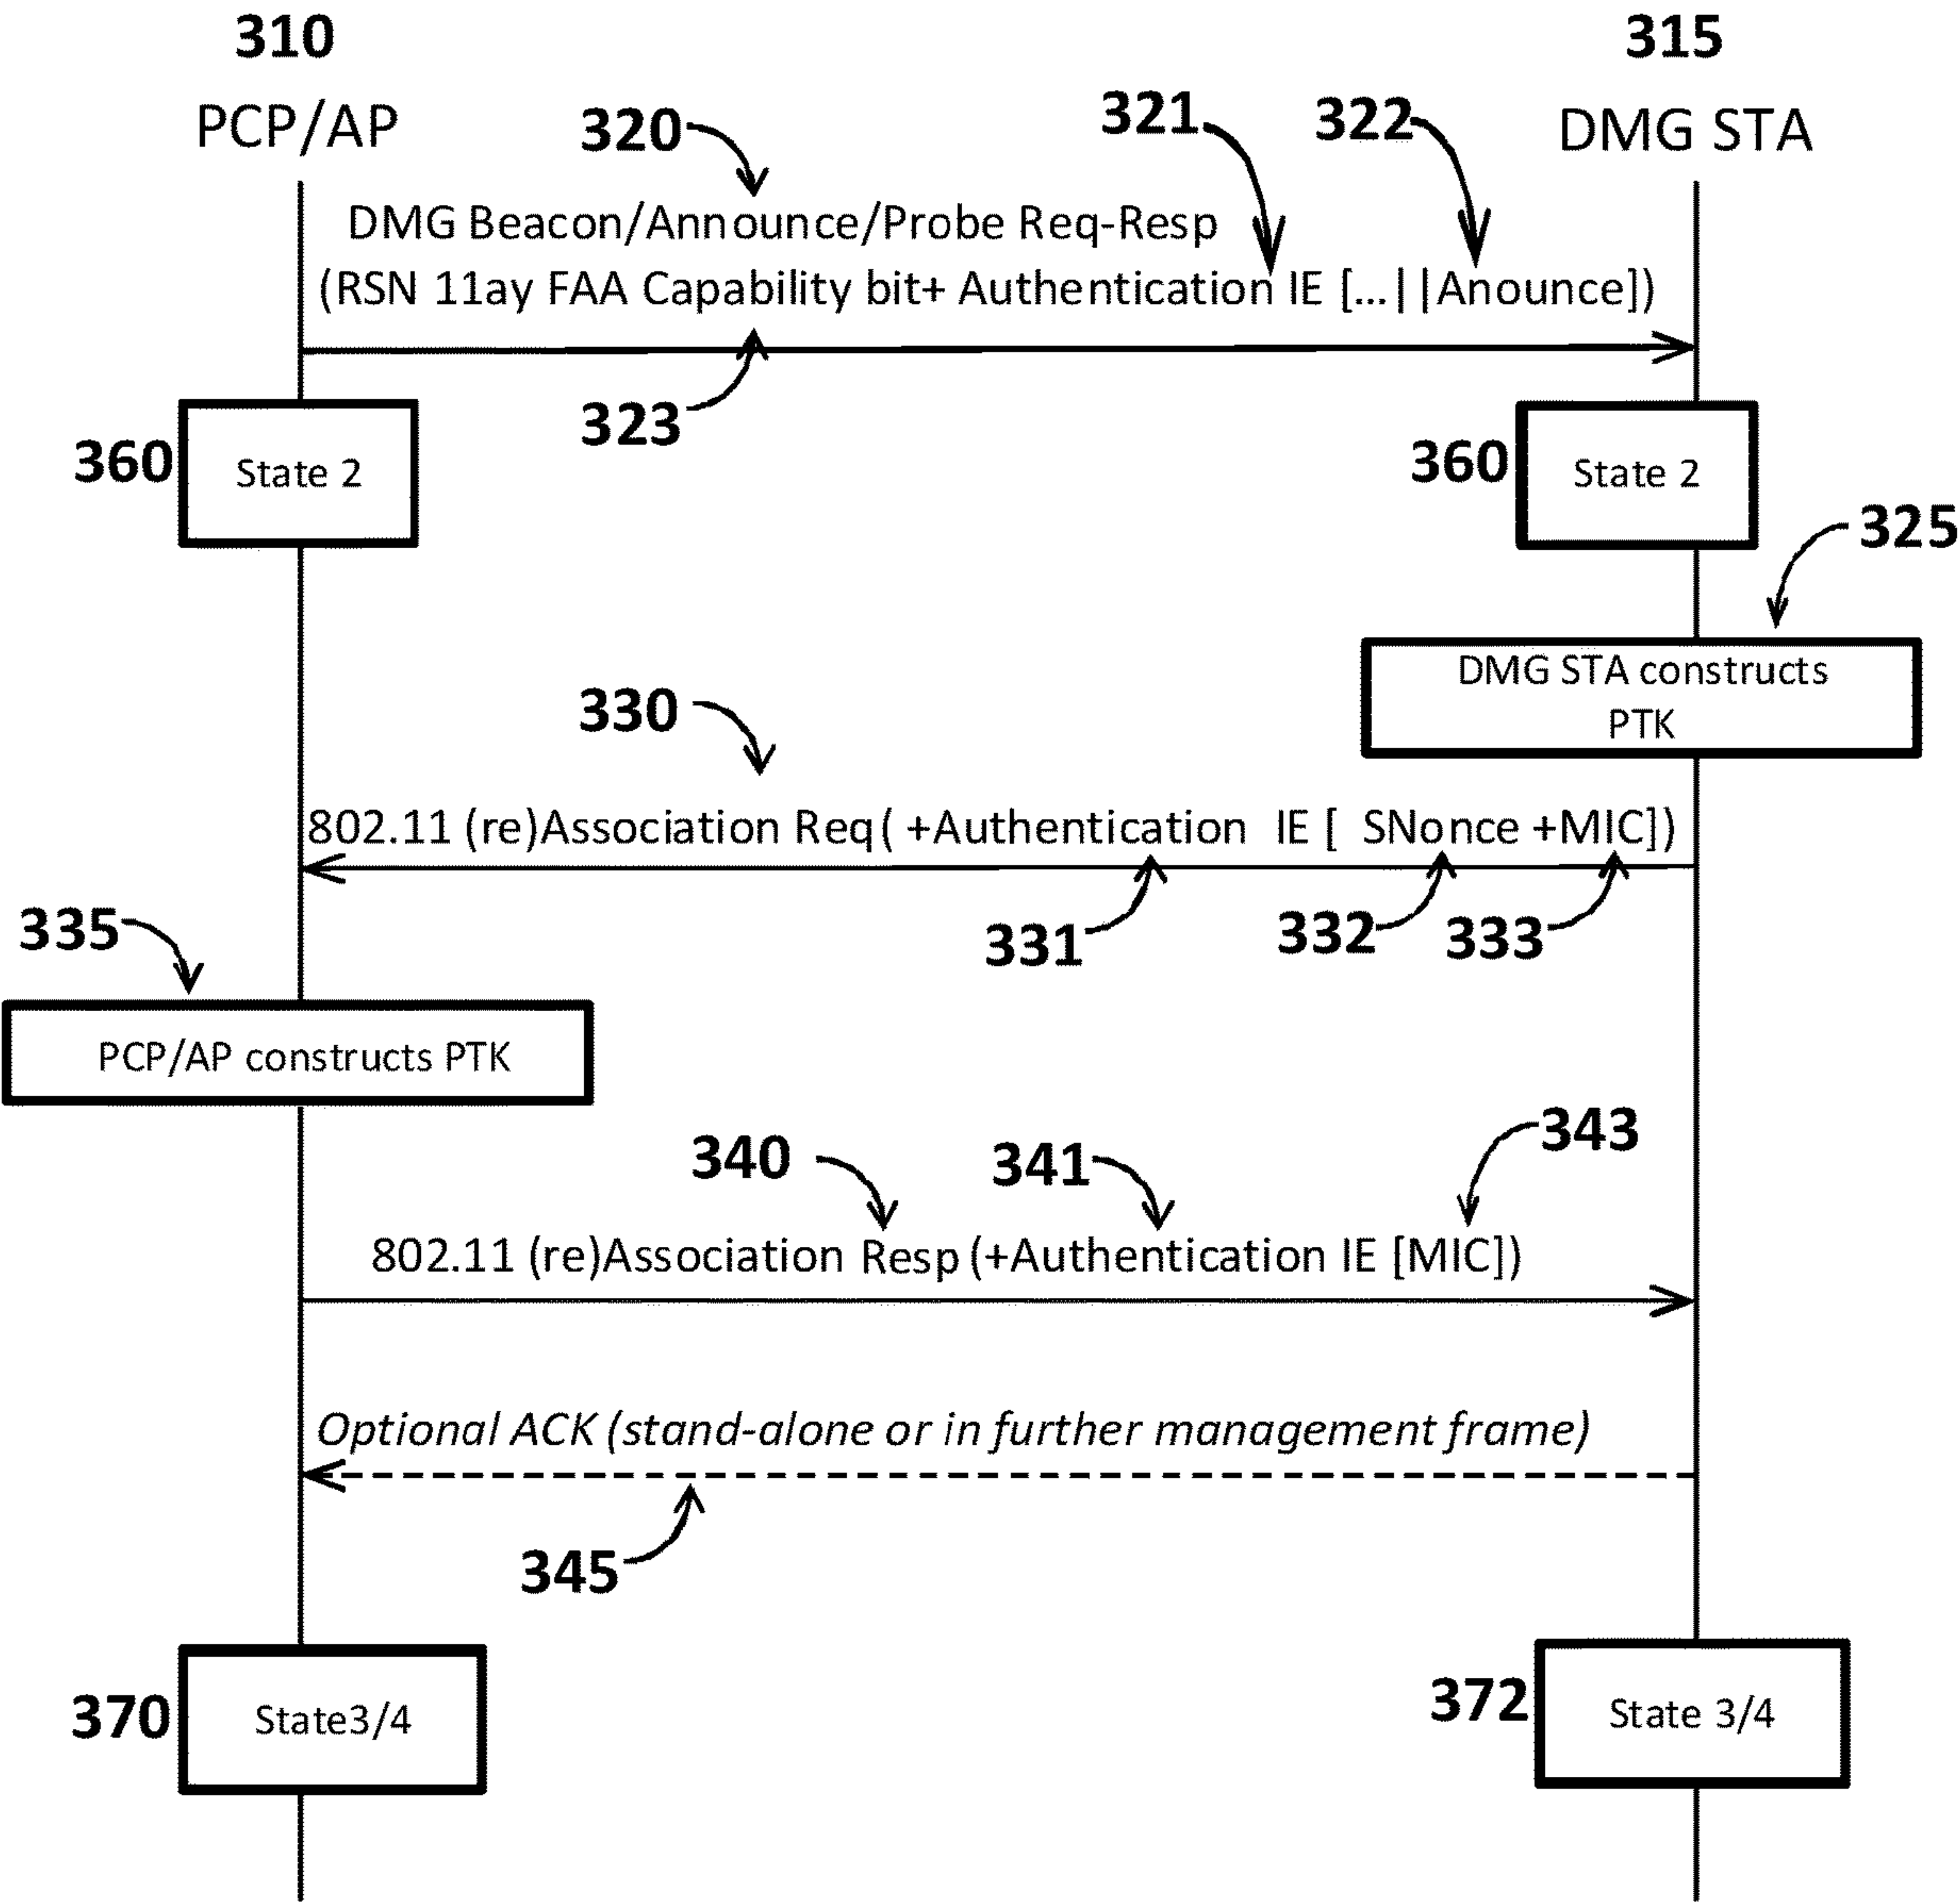 310
315
PCP/AP
DMG STA
320
321
322
DMG Beacon/Announce/Probe Req-Resp
(RSN 11ay FAA Capability bit+ Authentication IE [...||Anounce])
323
360
State 2
360
State 2
325
DMG STA constructs
PTK
330
802.11 (re)Association Req( +Authentication IE [ SNonce +MIC])
331
332
333
335
PCP/AP constructs PTK
340
341
343
802.11 (re)Association Resp (+Authentication IE [MIC])
Optional ACK (stand-alone or in further management frame)
345
370
State3/4
372
State 3/4